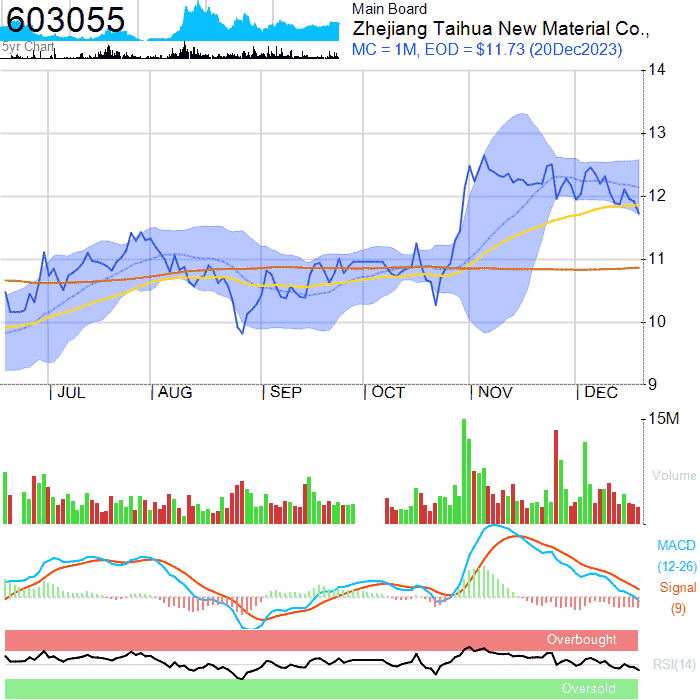 603055
Main Board
Zhejiang Taihua New Material Co.,
5yr Chart
MC = 1M, EOD = $11.73 (20Dec2023)
14
13
12
11
10
9
JUL AUG SEP OCT NOV DEC
15M
Volume
MACD
(12-26)
Signal
(9)
Overbought
RSI(14)
Oversold